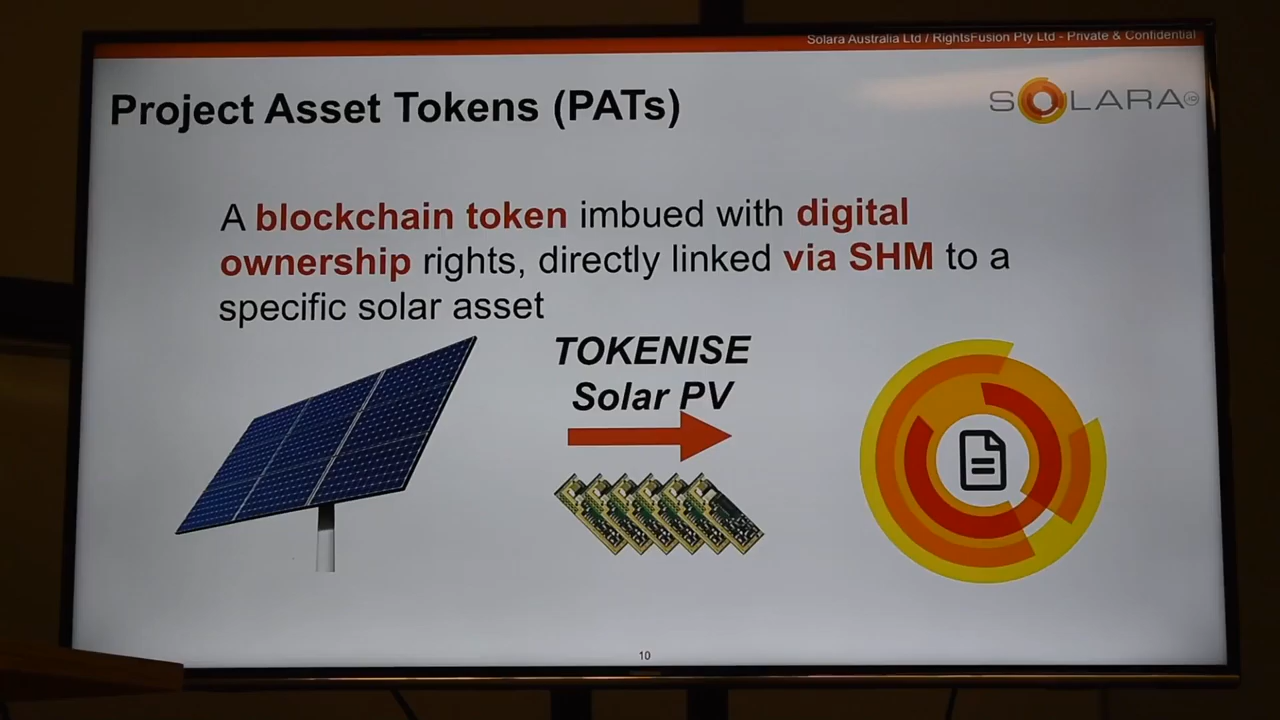 Solara Australia Ltd / RightsFusion Pty Ltd - Private & Confidential
Project Asset Tokens (PATs)
SOLARA
A blockchain token imbued with digital
ownership rights, directly linked via SHM to a
specific solar asset
TOKENISE
Solar PV
10